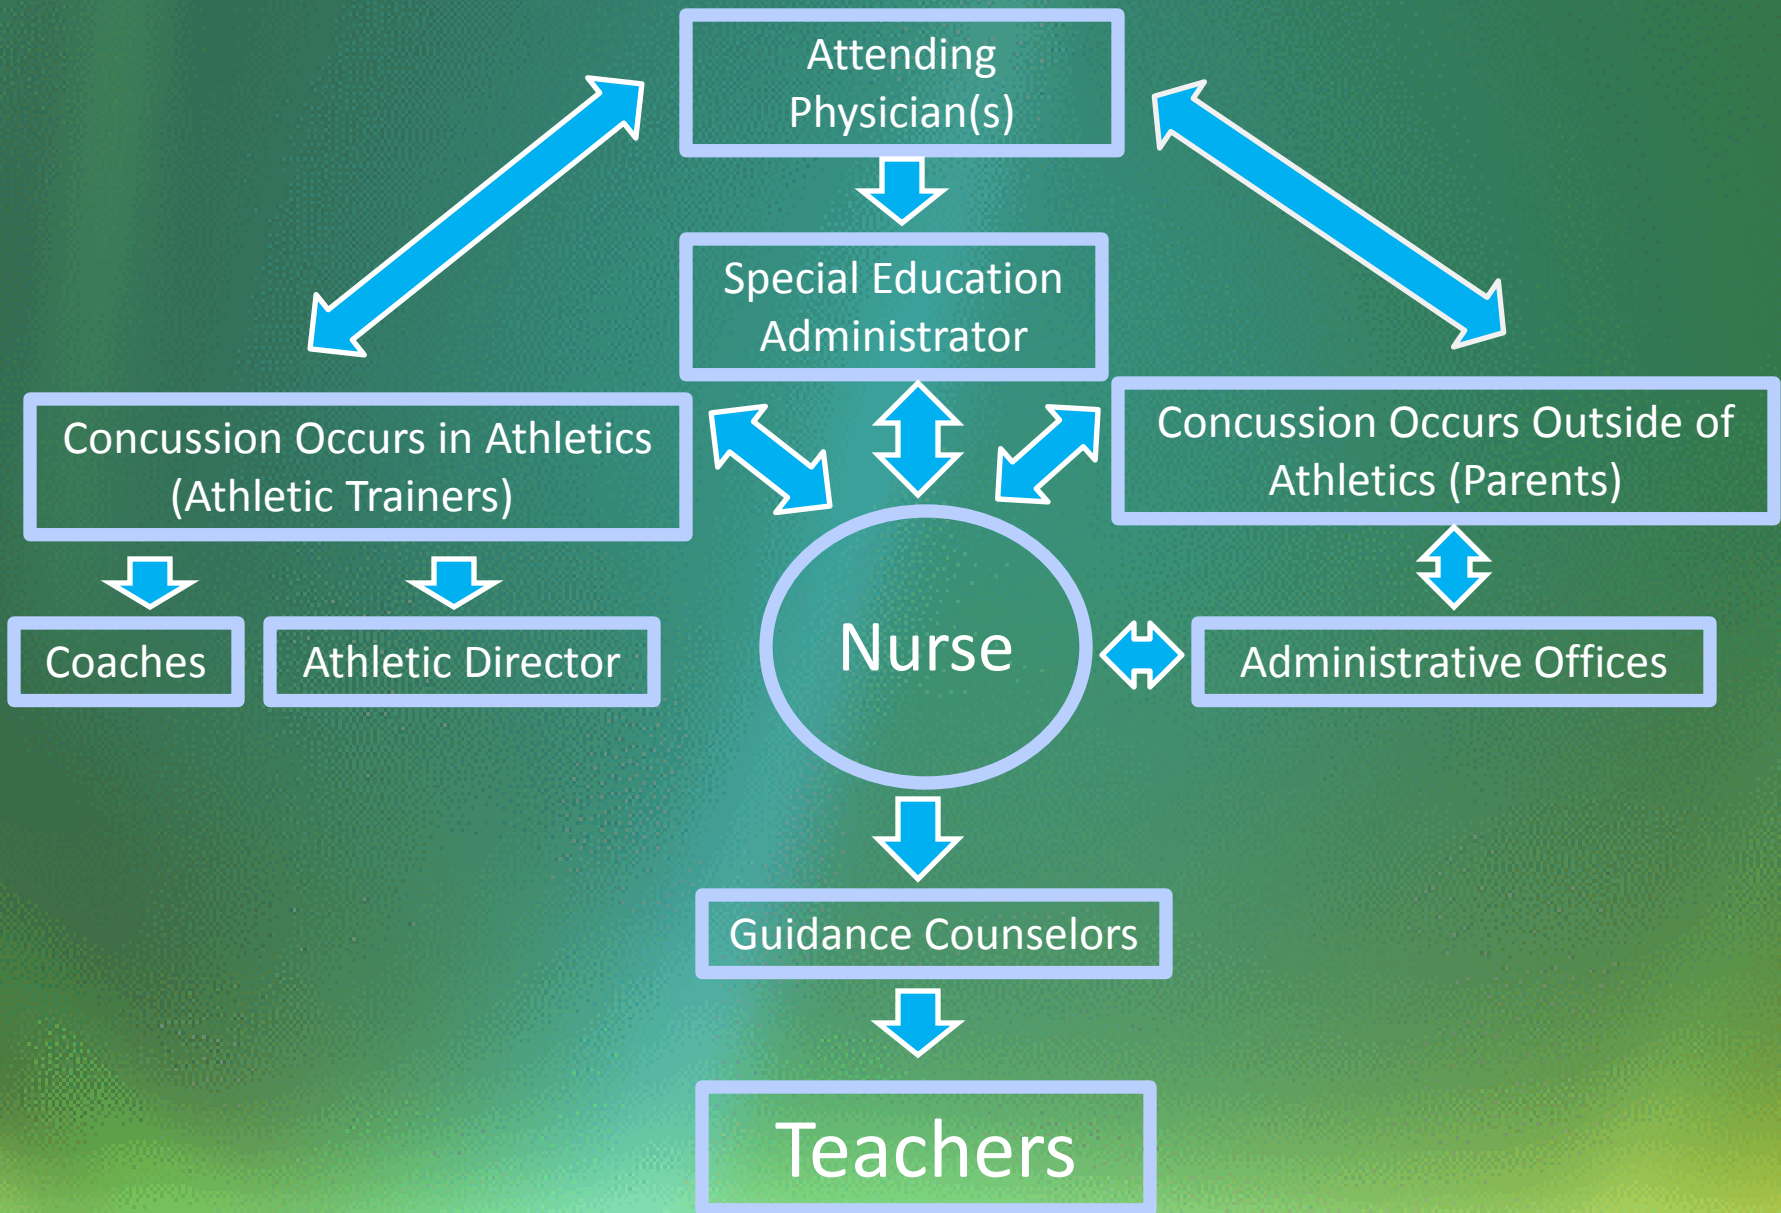 Attending
Physician(s)
Special Education
Administrator
Concussion Occurs in Athletics
(Athletic Trainers)
Concussion Occurs Outside of
Athletics (Parents)
Coaches
Athletic Director
Nurse
Administrative Offices
Guidance Counselors
Teachers